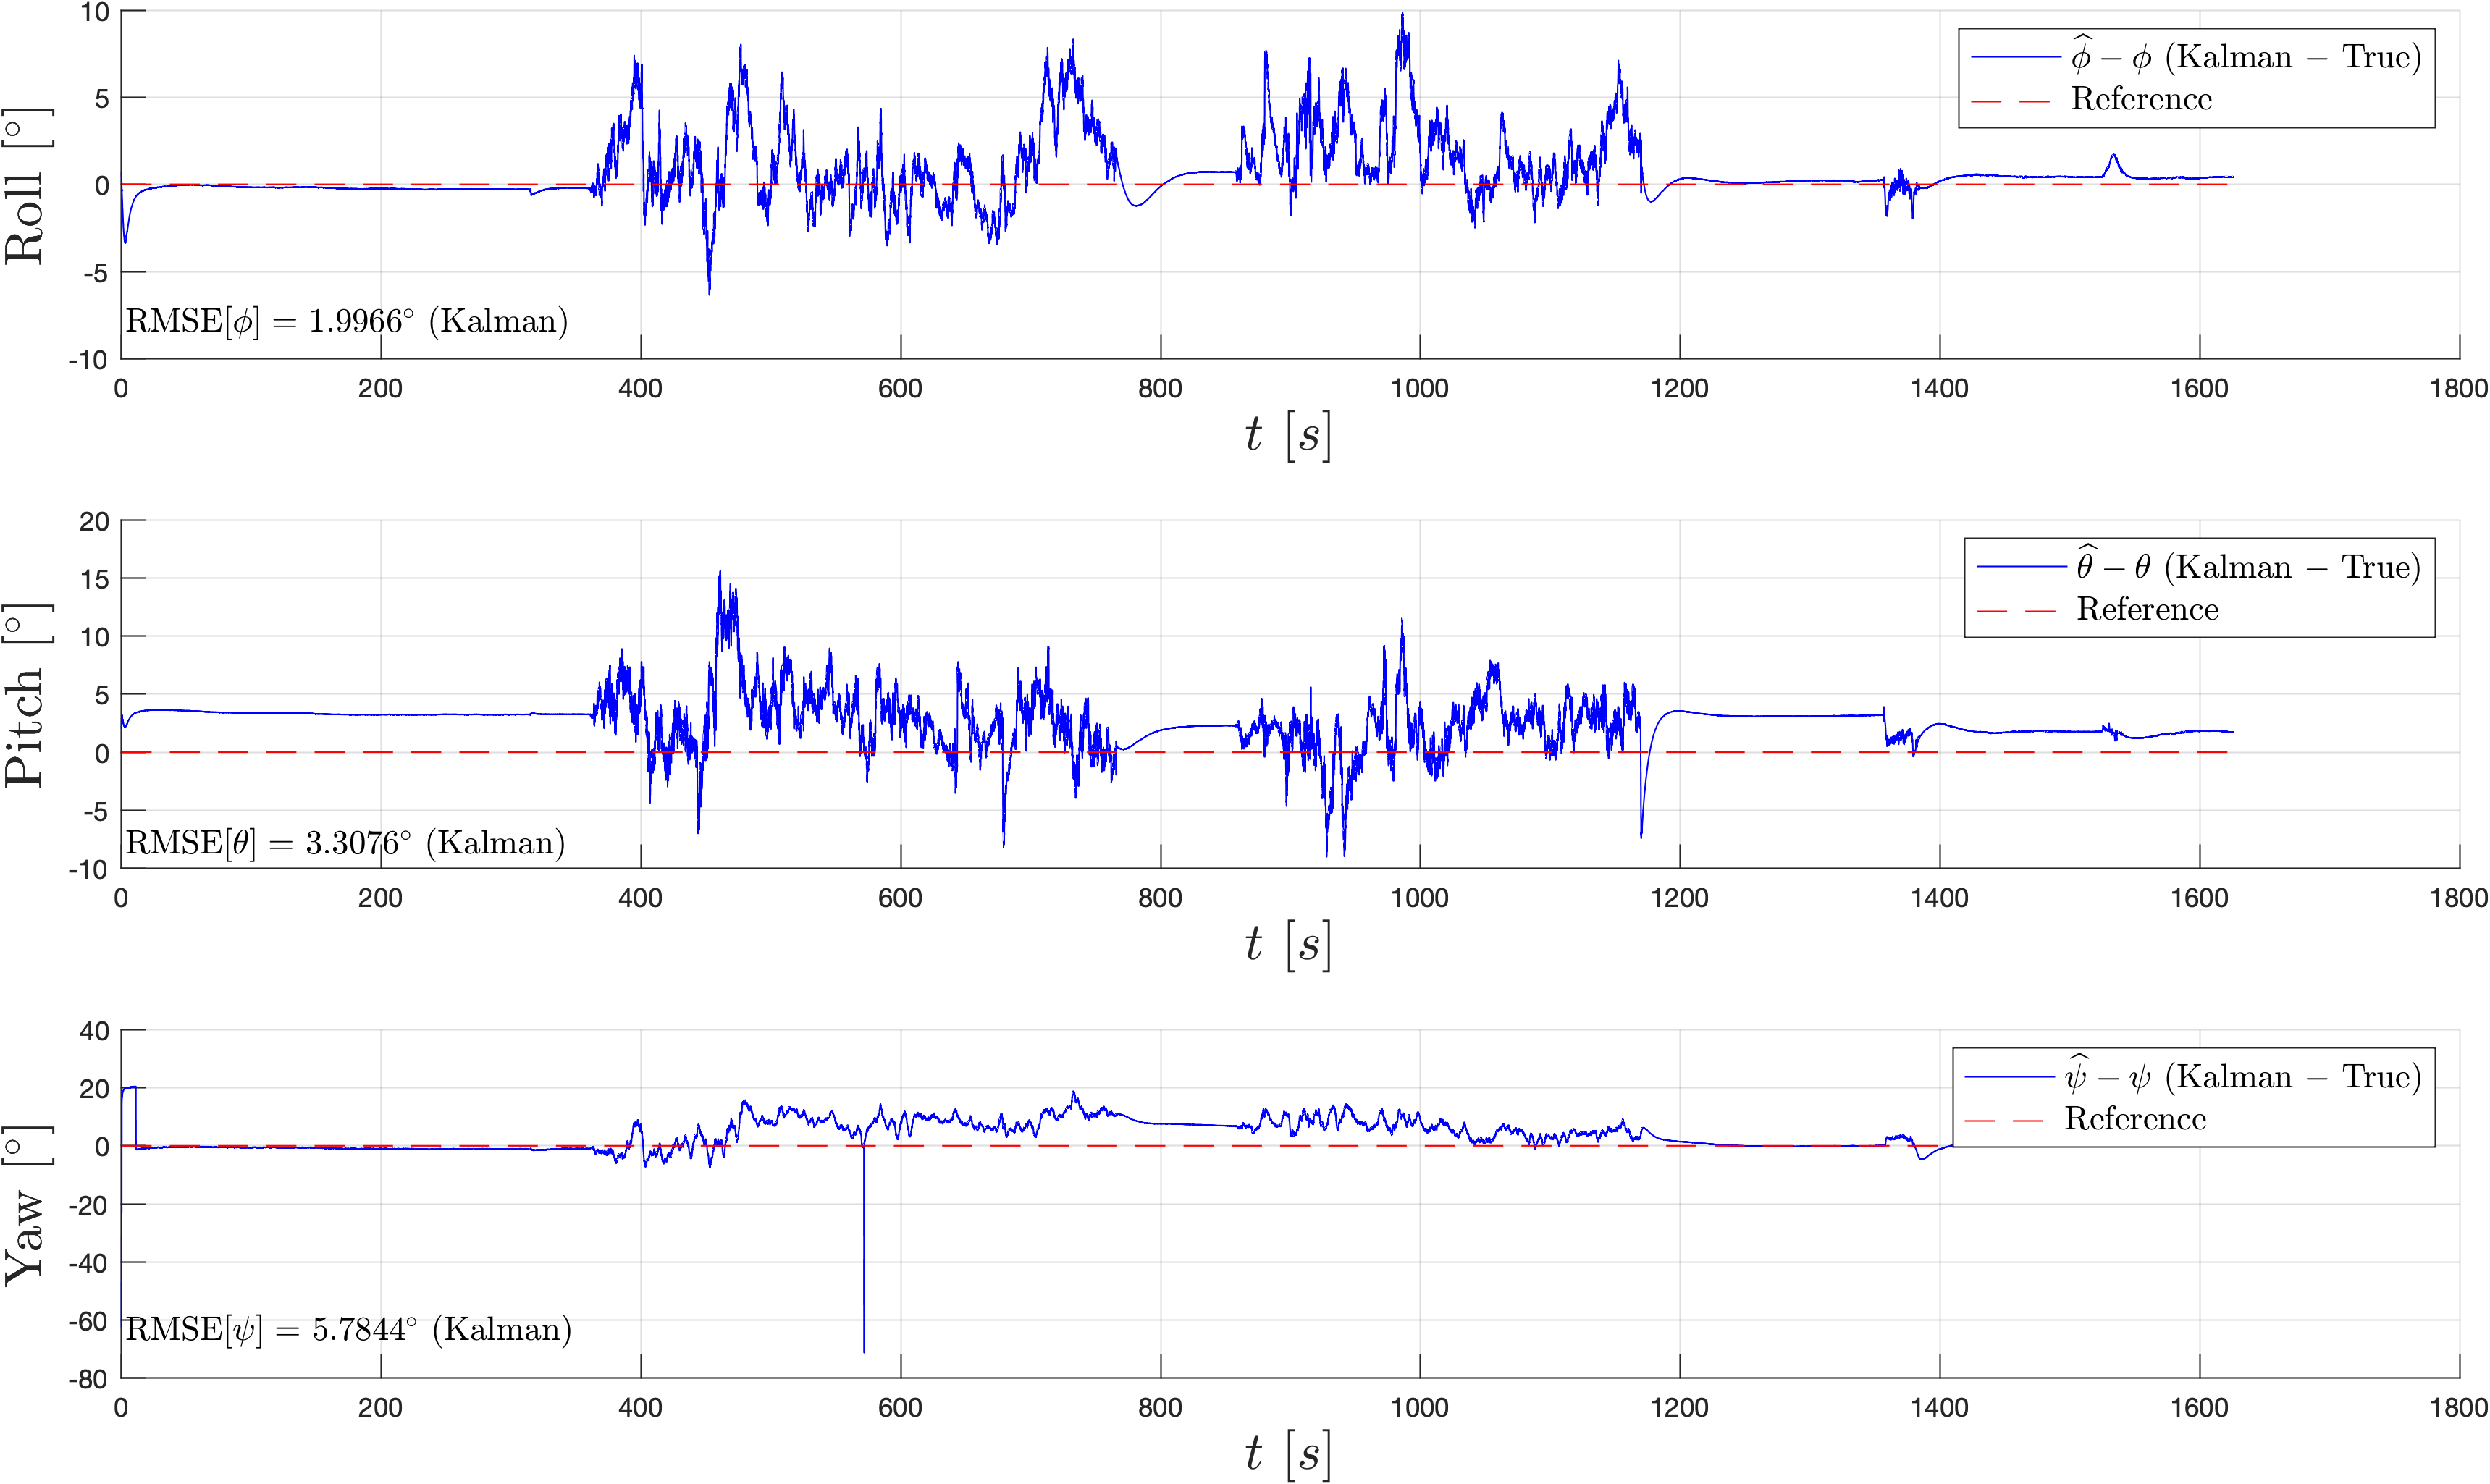 10
5
0
-5
-10
Roll [°]
φ̂ − φ (Kalman − True)
Reference
RMSE[φ] = 1.9966° (Kalman)
0 200 400 600 800 1000 1200 1400 1600 1800
t [s]
20
15
10
5
0
-5
-10
Pitch [°]
θ̂ − θ (Kalman − True)
Reference
RMSE[θ] = 3.3076° (Kalman)
0 200 400 600 800 1000 1200 1400 1600 1800
t [s]
40
20
0
-20
-40
-60
-80
Yaw [°]
ψ̂ − ψ (Kalman − True)
Reference
RMSE[ψ] = 5.7844° (Kalman)
0 200 400 600 800 1000 1200 1400 1600 1800
t [s]